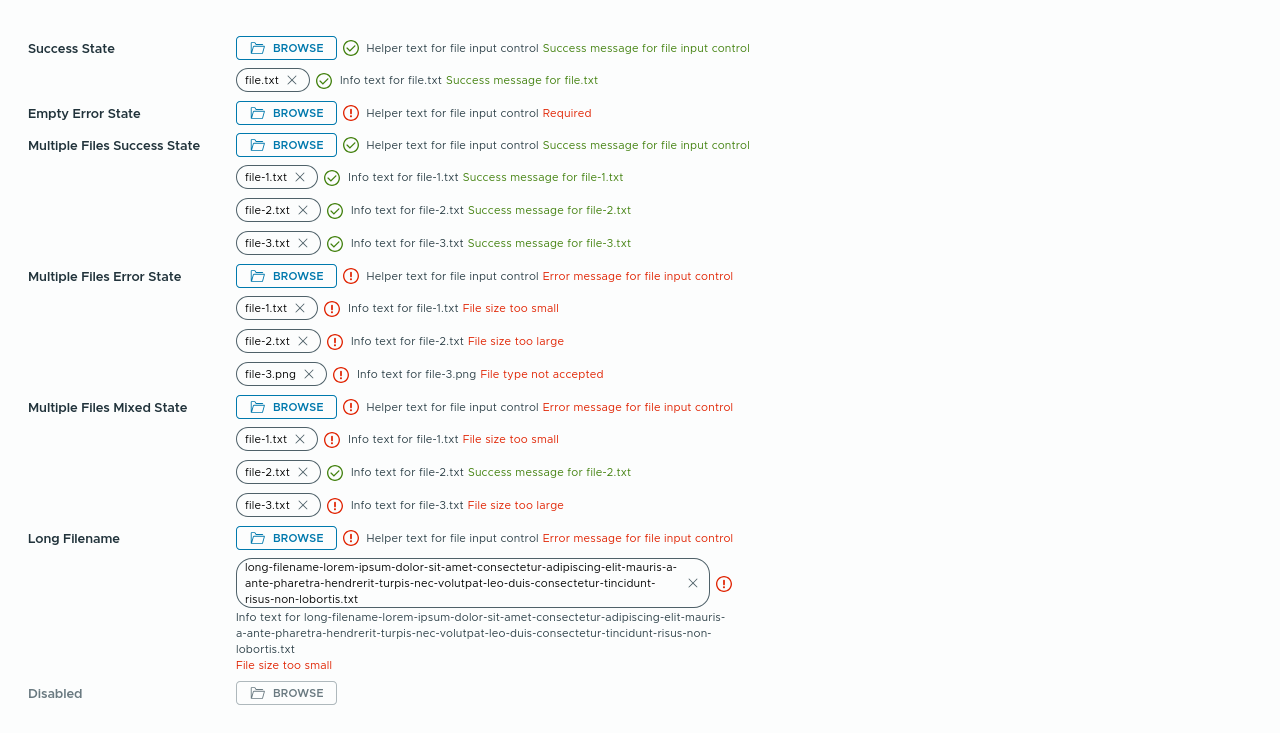 Success State BROWSE Helper text for file input control Success message for file input control
file.txt Info text for file.txt Success message for file.txt
Empty Error State BROWSE Helper text for file input control Required
Multiple Files Success State BROWSE Helper text for file input control Success message for file input control
file-1.txt Info text for file-1.txt Success message for file-1.txt
file-2.txt Info text for file-2.txt Success message for file-2.txt
file-3.txt Info text for file-3.txt Success message for file-3.txt
Multiple Files Error State BROWSE Helper text for file input control Error message for file input control
file-1.txt Info text for file-1.txt File size too small
file-2.txt Info text for file-2.txt File size too large
file-3.png Info text for file-3.png File type not accepted
Multiple Files Mixed State BROWSE Helper text for file input control Error message for file input control
file-1.txt Info text for file-1.txt File size too small
file-2.txt Info text for file-2.txt Success message for file-2.txt
file-3.txt Info text for file-3.txt File size too large
Long Filename BROWSE Helper text for file input control Error message for file input control
long-filename-lorem-ipsum-dolor-sit-amet-consectetur-adipiscing-elit-mauris-a-
ante-pharetra-hendrerit-turpis-nec-volutpat-leo-duis-consectetur-tincidunt-
risus-non-lobortis.txt
Info text for long-filename-lorem-ipsum-dolor-sit-amet-consectetur-adipiscing-elit-mauris-
a-ante-pharetra-hendrerit-turpis-nec-volutpat-leo-duis-consectetur-tincidunt-risus-non-
lobortis.txt
File size too small
Disabled BROWSE